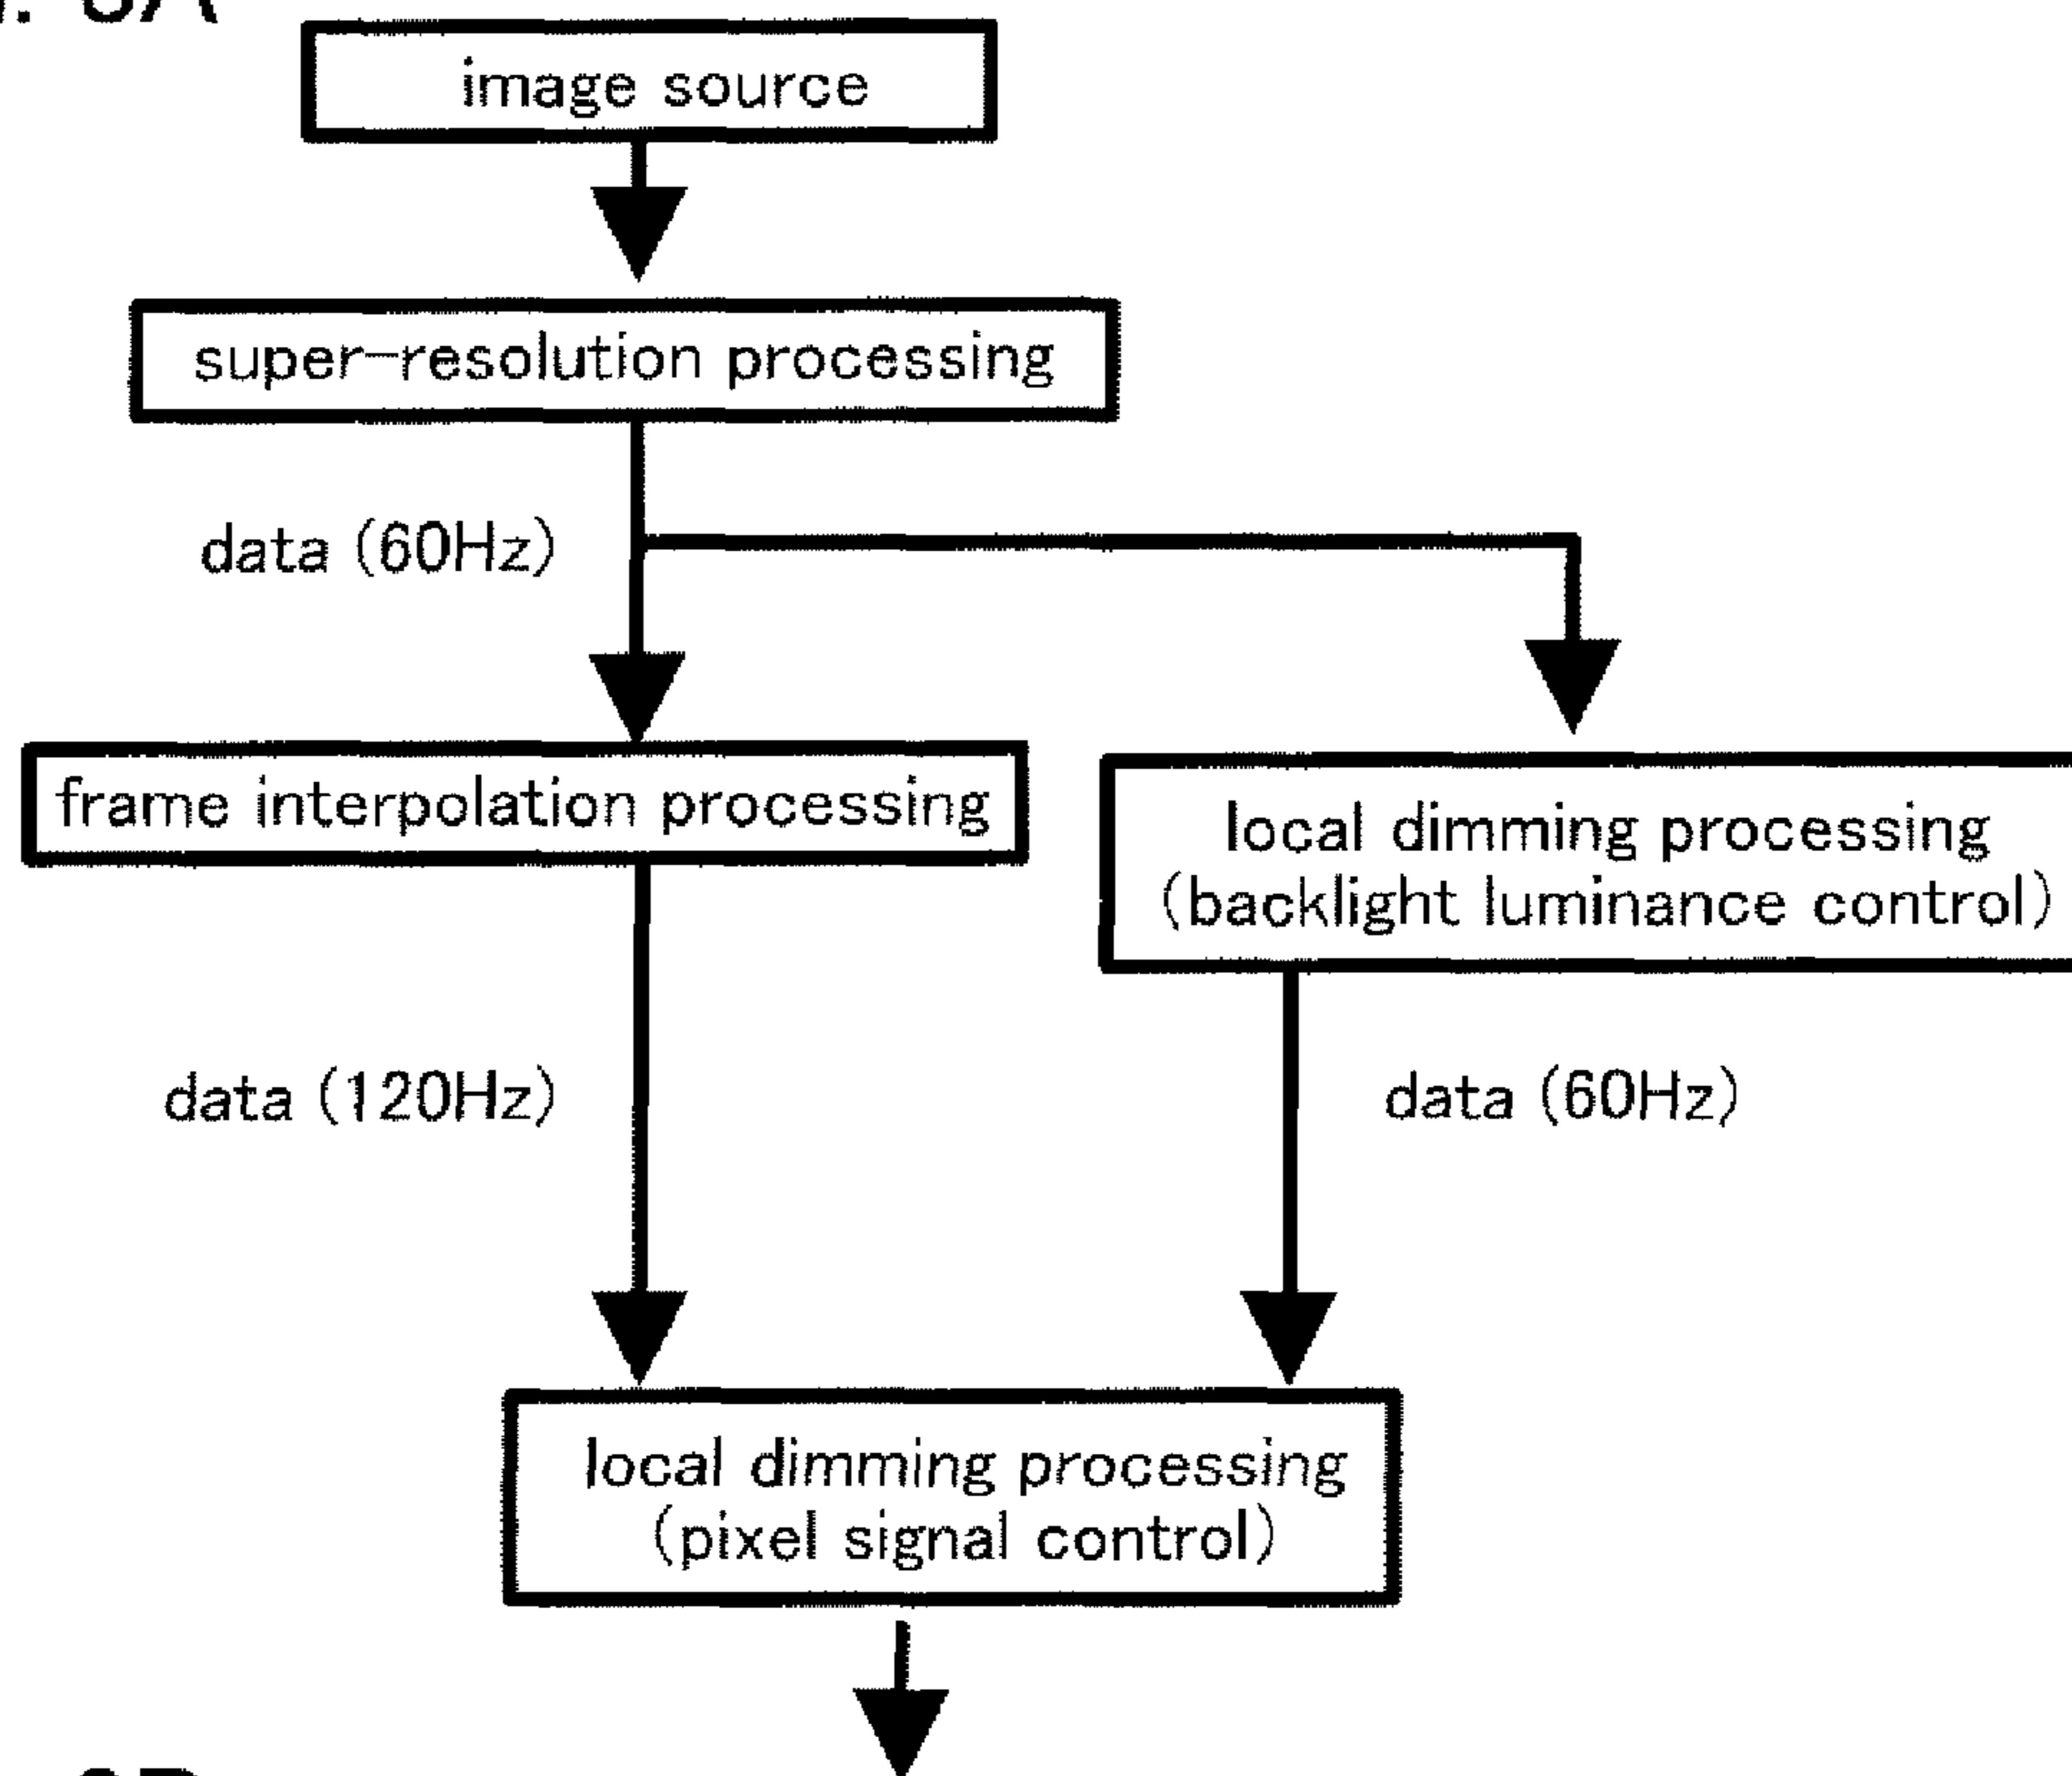 image source
super-resolution processing
data (60Hz)
frame interpolation processing
local dimming processing
(backlight luminance control)
data (120Hz)
data (60Hz)
local dimming processing
(pixel signal control)